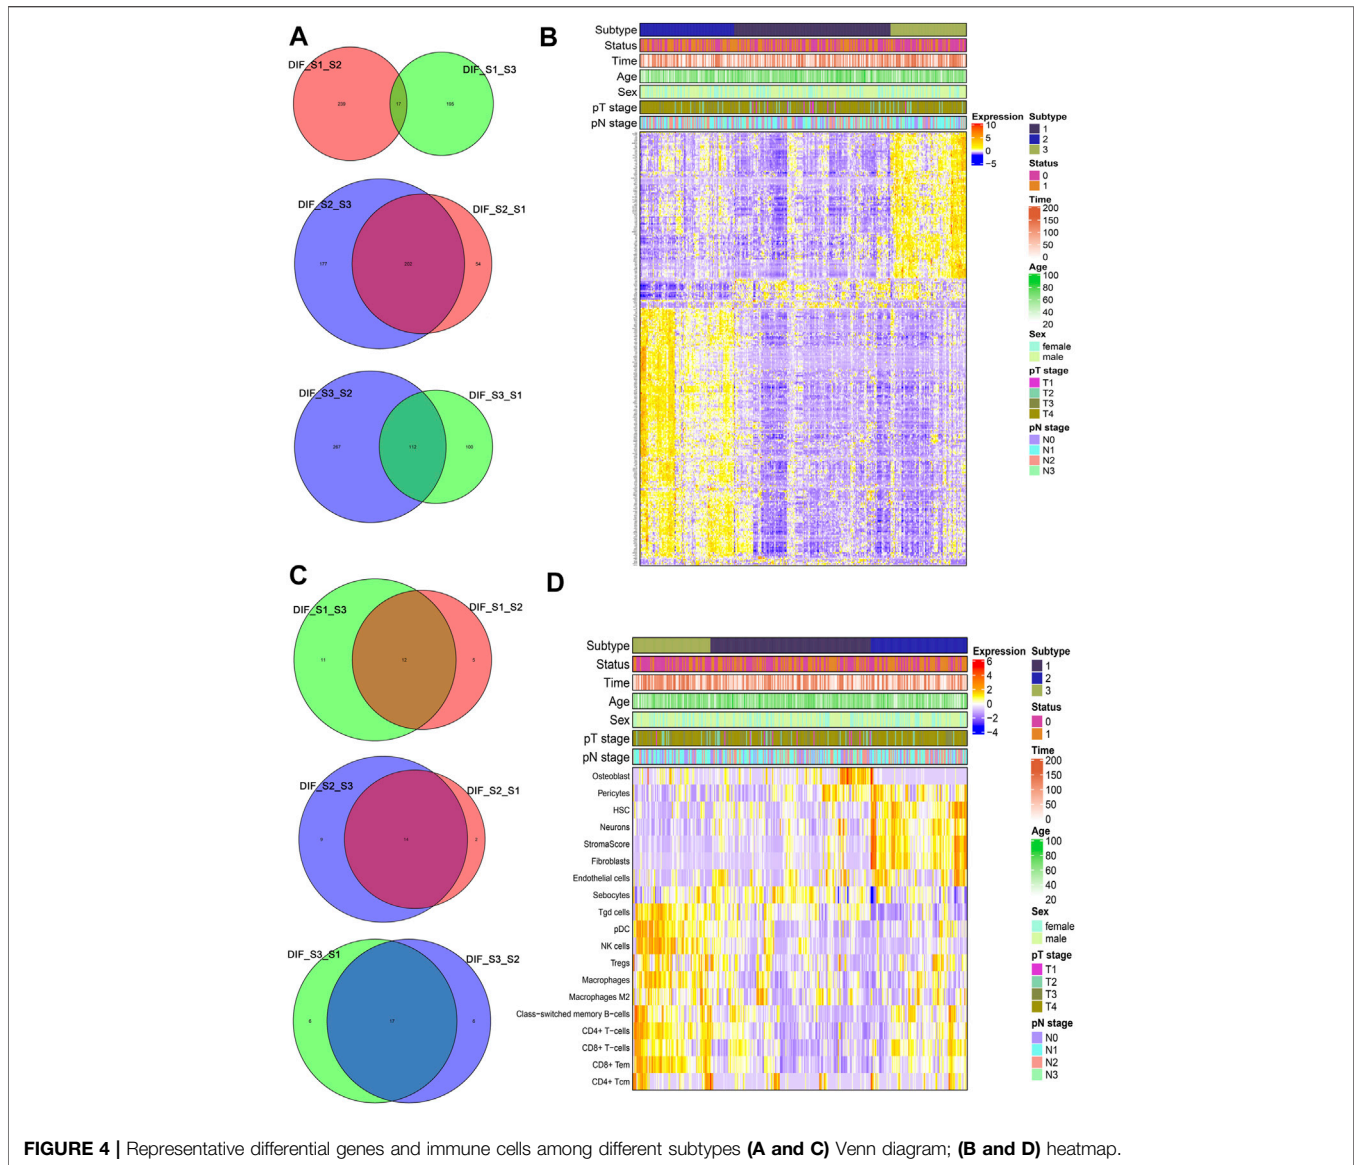 A
DIF_S1_S2
DIF_S1_S3
239
17
DIF_S2_S3
DIF_S2_S1
177
202
54
DIF_S3_S2
DIF_S3_S1
267
112
B
Subtype
Status
Time
Age
Sex
pT stage
pN stage
Expression
10
5
0
−5
Subtype
1
2
3
Status
0
1
Time
200
150
100
50
0
Age
100
80
60
40
20
Sex
female
male
pT stage
T1
T2
T3
T4
pN stage
N0
N1
N2
N3
C
DIF_S1_S3
DIF_S1_S2
11
12
DIF_S2_S3
DIF_S2_S1
14
2
DIF_S3_S1
DIF_S3_S2
17
D
Subtype
Status
Time
Age
Sex
pT stage
pN stage
Osteoblast
Pericytes
HSC
Neurons
StromaScore
Fibroblasts
Endothelial cells
Sebocytes
Tgd cells
pDC
NK cells
Tregs
Macrophages
Macrophages M2
Class−switched memory B−cells
CD4+ T−cells
CD8+ T−cells
CD8+ Tem
CD4+ Tcm
Expression
6
4
2
0
−2
−4
Subtype
1
2
3
Status
0
1
Time
200
150
100
50
0
Age
100
80
60
40
20
Sex
female
male
pT stage
T1
T2
T3
T4
pN stage
N0
N1
N2
N3
FIGURE 4 | Representative differential genes and immune cells among different subtypes (A and C) Venn diagram; (B and D) heatmap.